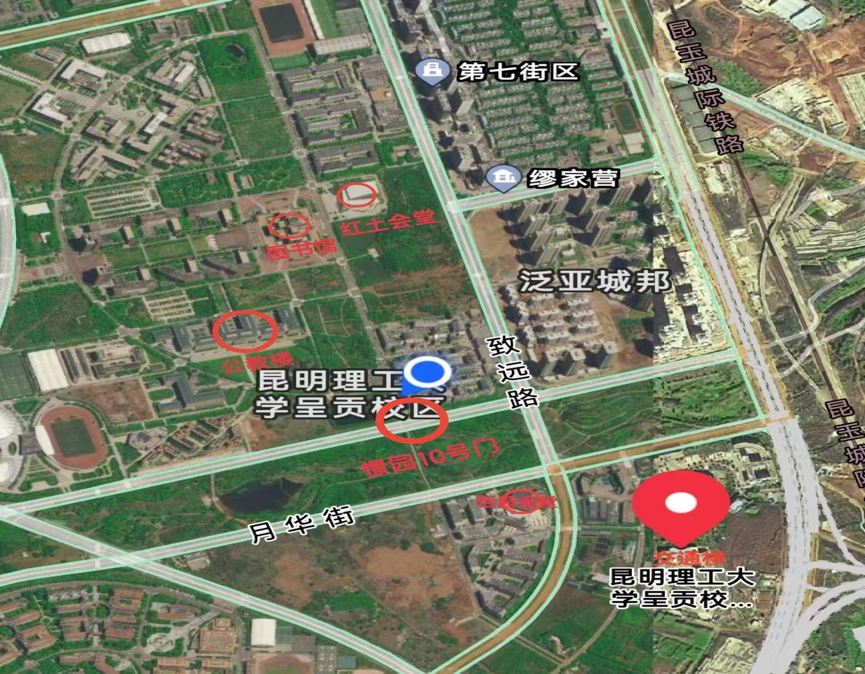 昆玉城际铁路
第七街区
缪家营
红土会堂
图书馆
泛亚城邦
致远路
公教楼
昆明理工大
学呈贡校区
憬园10号门
昆玉城际
月华街
交通楼
昆明理工大
学呈贡校...